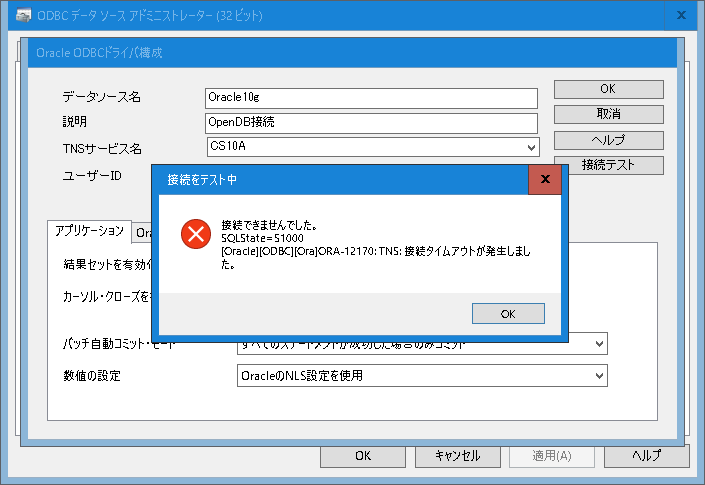 ODBC データ ソース アドミニストレーター (32 ビット)
Oracle ODBCドライバ構成
データソース名
Oracle10g
OK
説明
OpenDB接続
取消
TNSサービス名
CS10A
ヘルプ
ユーザーID
接続テスト
接続をテスト中
接続できませんでした。
SQLState=S1000
[Oracle][ODBC][Ora]ORA-12170: TNS: 接続タイムアウトが発生しまし
た。
OK
アプリケーション
Ora
結果セットを有効
カーソル・クローズを
バッチ自動コミット・モード
すべてのステートメントが成功した場合のみコミット
数値の設定
OracleのNLS設定を使用
OK
キャンセル
適用(A)
ヘルプ